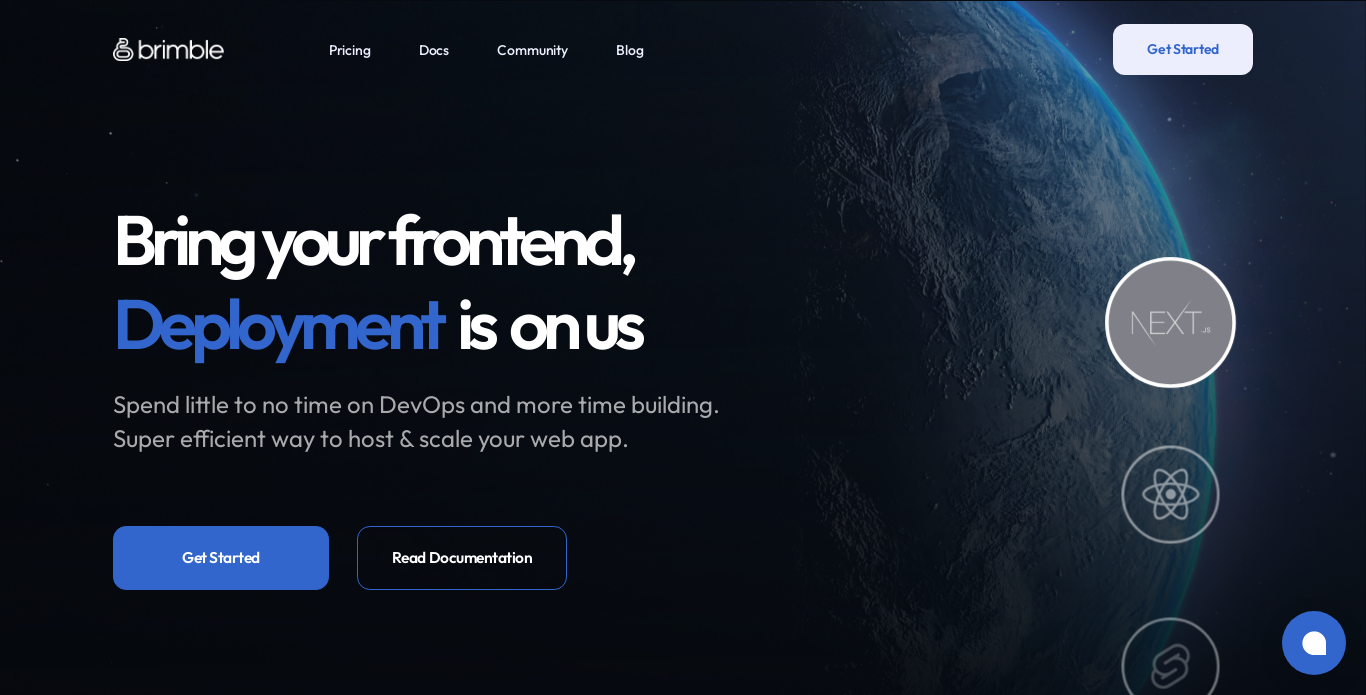 brimble
Pricing
Docs
Community
Blog
Get Started
Bring your frontend,
Deployment is on us
Spend little to no time on DevOps and more time building.
Super efficient way to host & scale your web app.
NEXT.JS
Get Started
Read Documentation